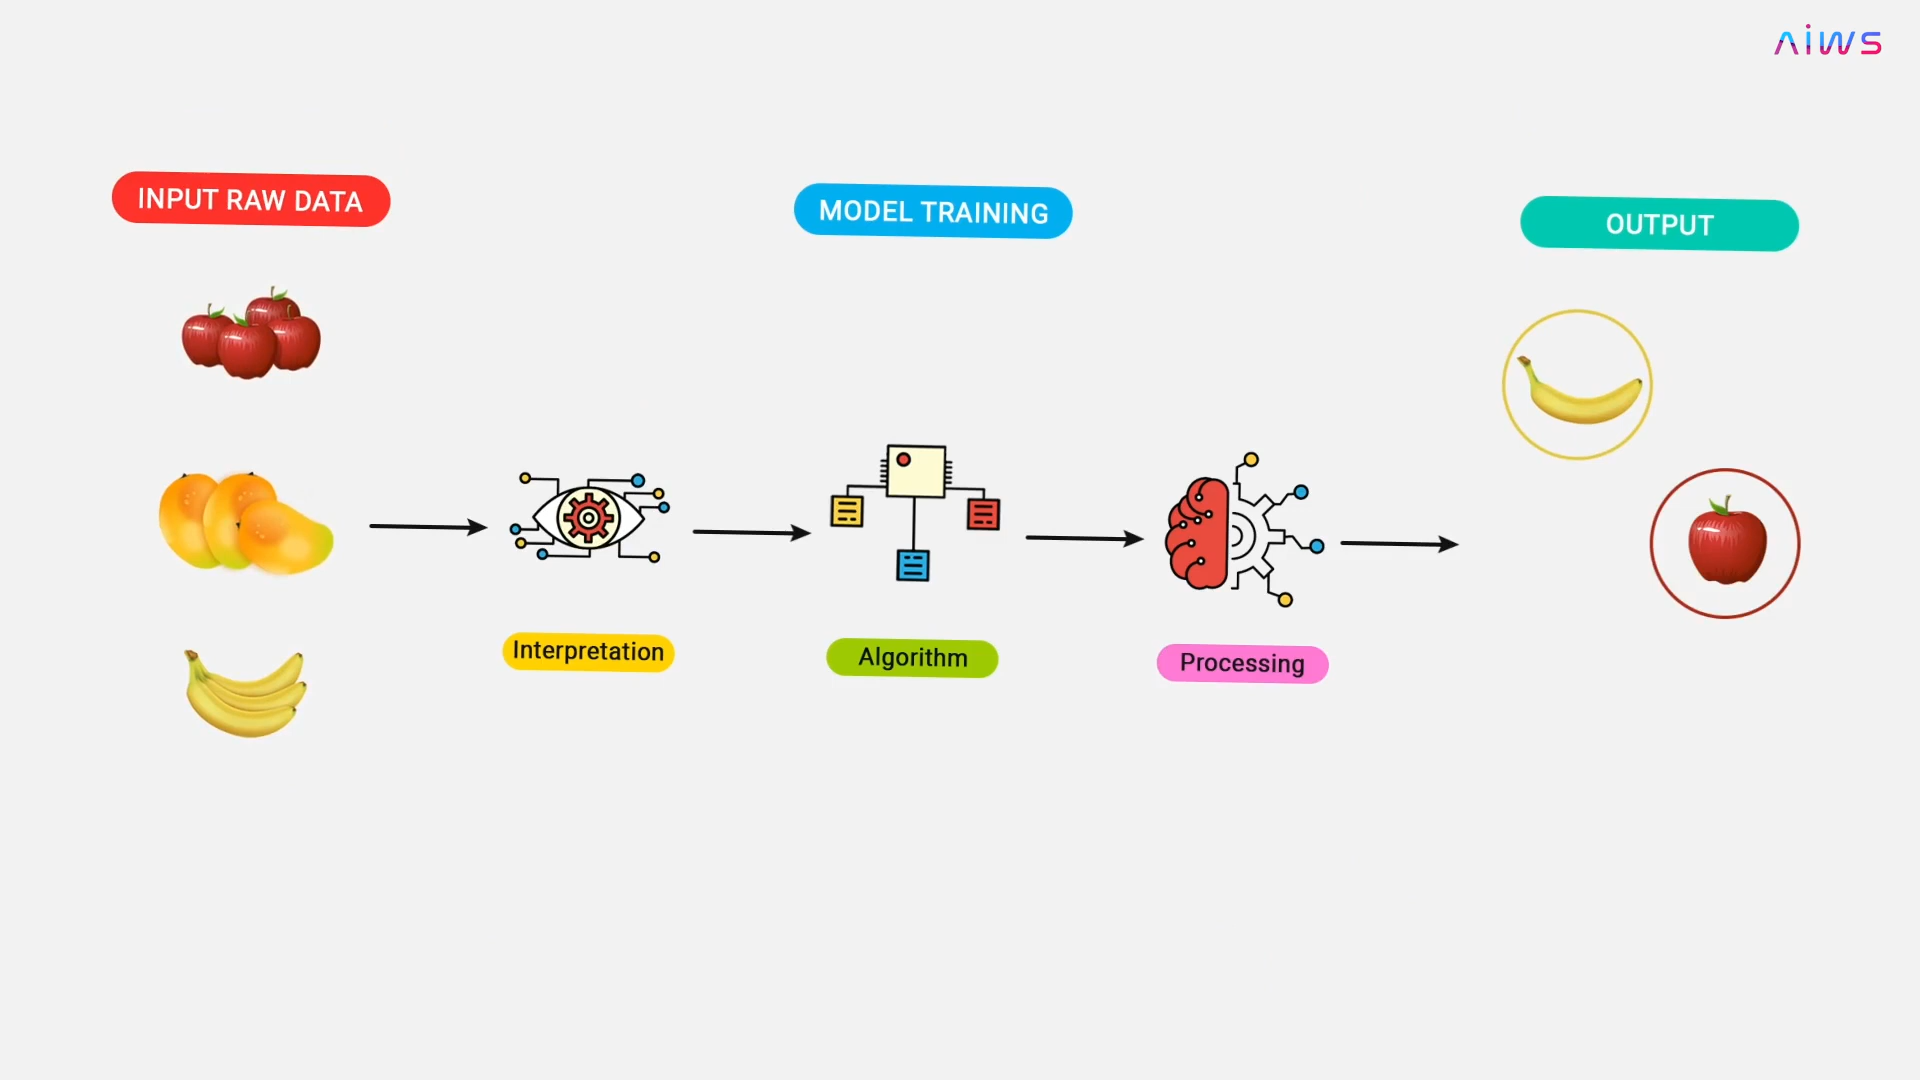 AiWS
INPUT RAW DATA
MODEL TRAINING
OUTPUT
Interpretation
Algorithm
Processing